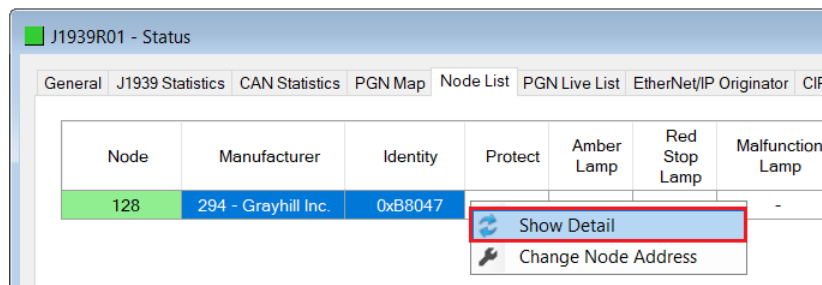 J1939R01 - Status
General J1939 Statistics CAN Statistics PGN Map Node List PGN Live List EtherNet/IP Originator
Node Manufacturer Identity Protect Amber Lamp Red Stop Lamp Malfunction Lamp
128 294 - Grayhill Inc. 0xB8047 -
Show Detail
Change Node Address